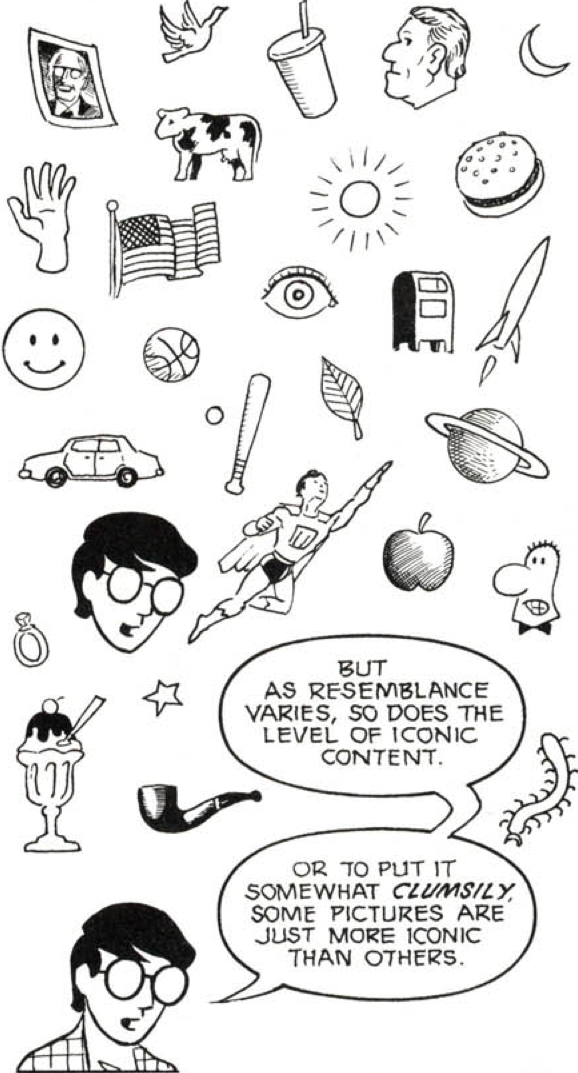 BUT
AS RESEMBLANCE
VARIES, SO DOES THE
LEVEL OF ICONIC
CONTENT.
OR TO PUT IT
SOMEWHAT CLUMSILY,
SOME PICTURES ARE
JUST MORE ICONIC
THAN OTHERS.